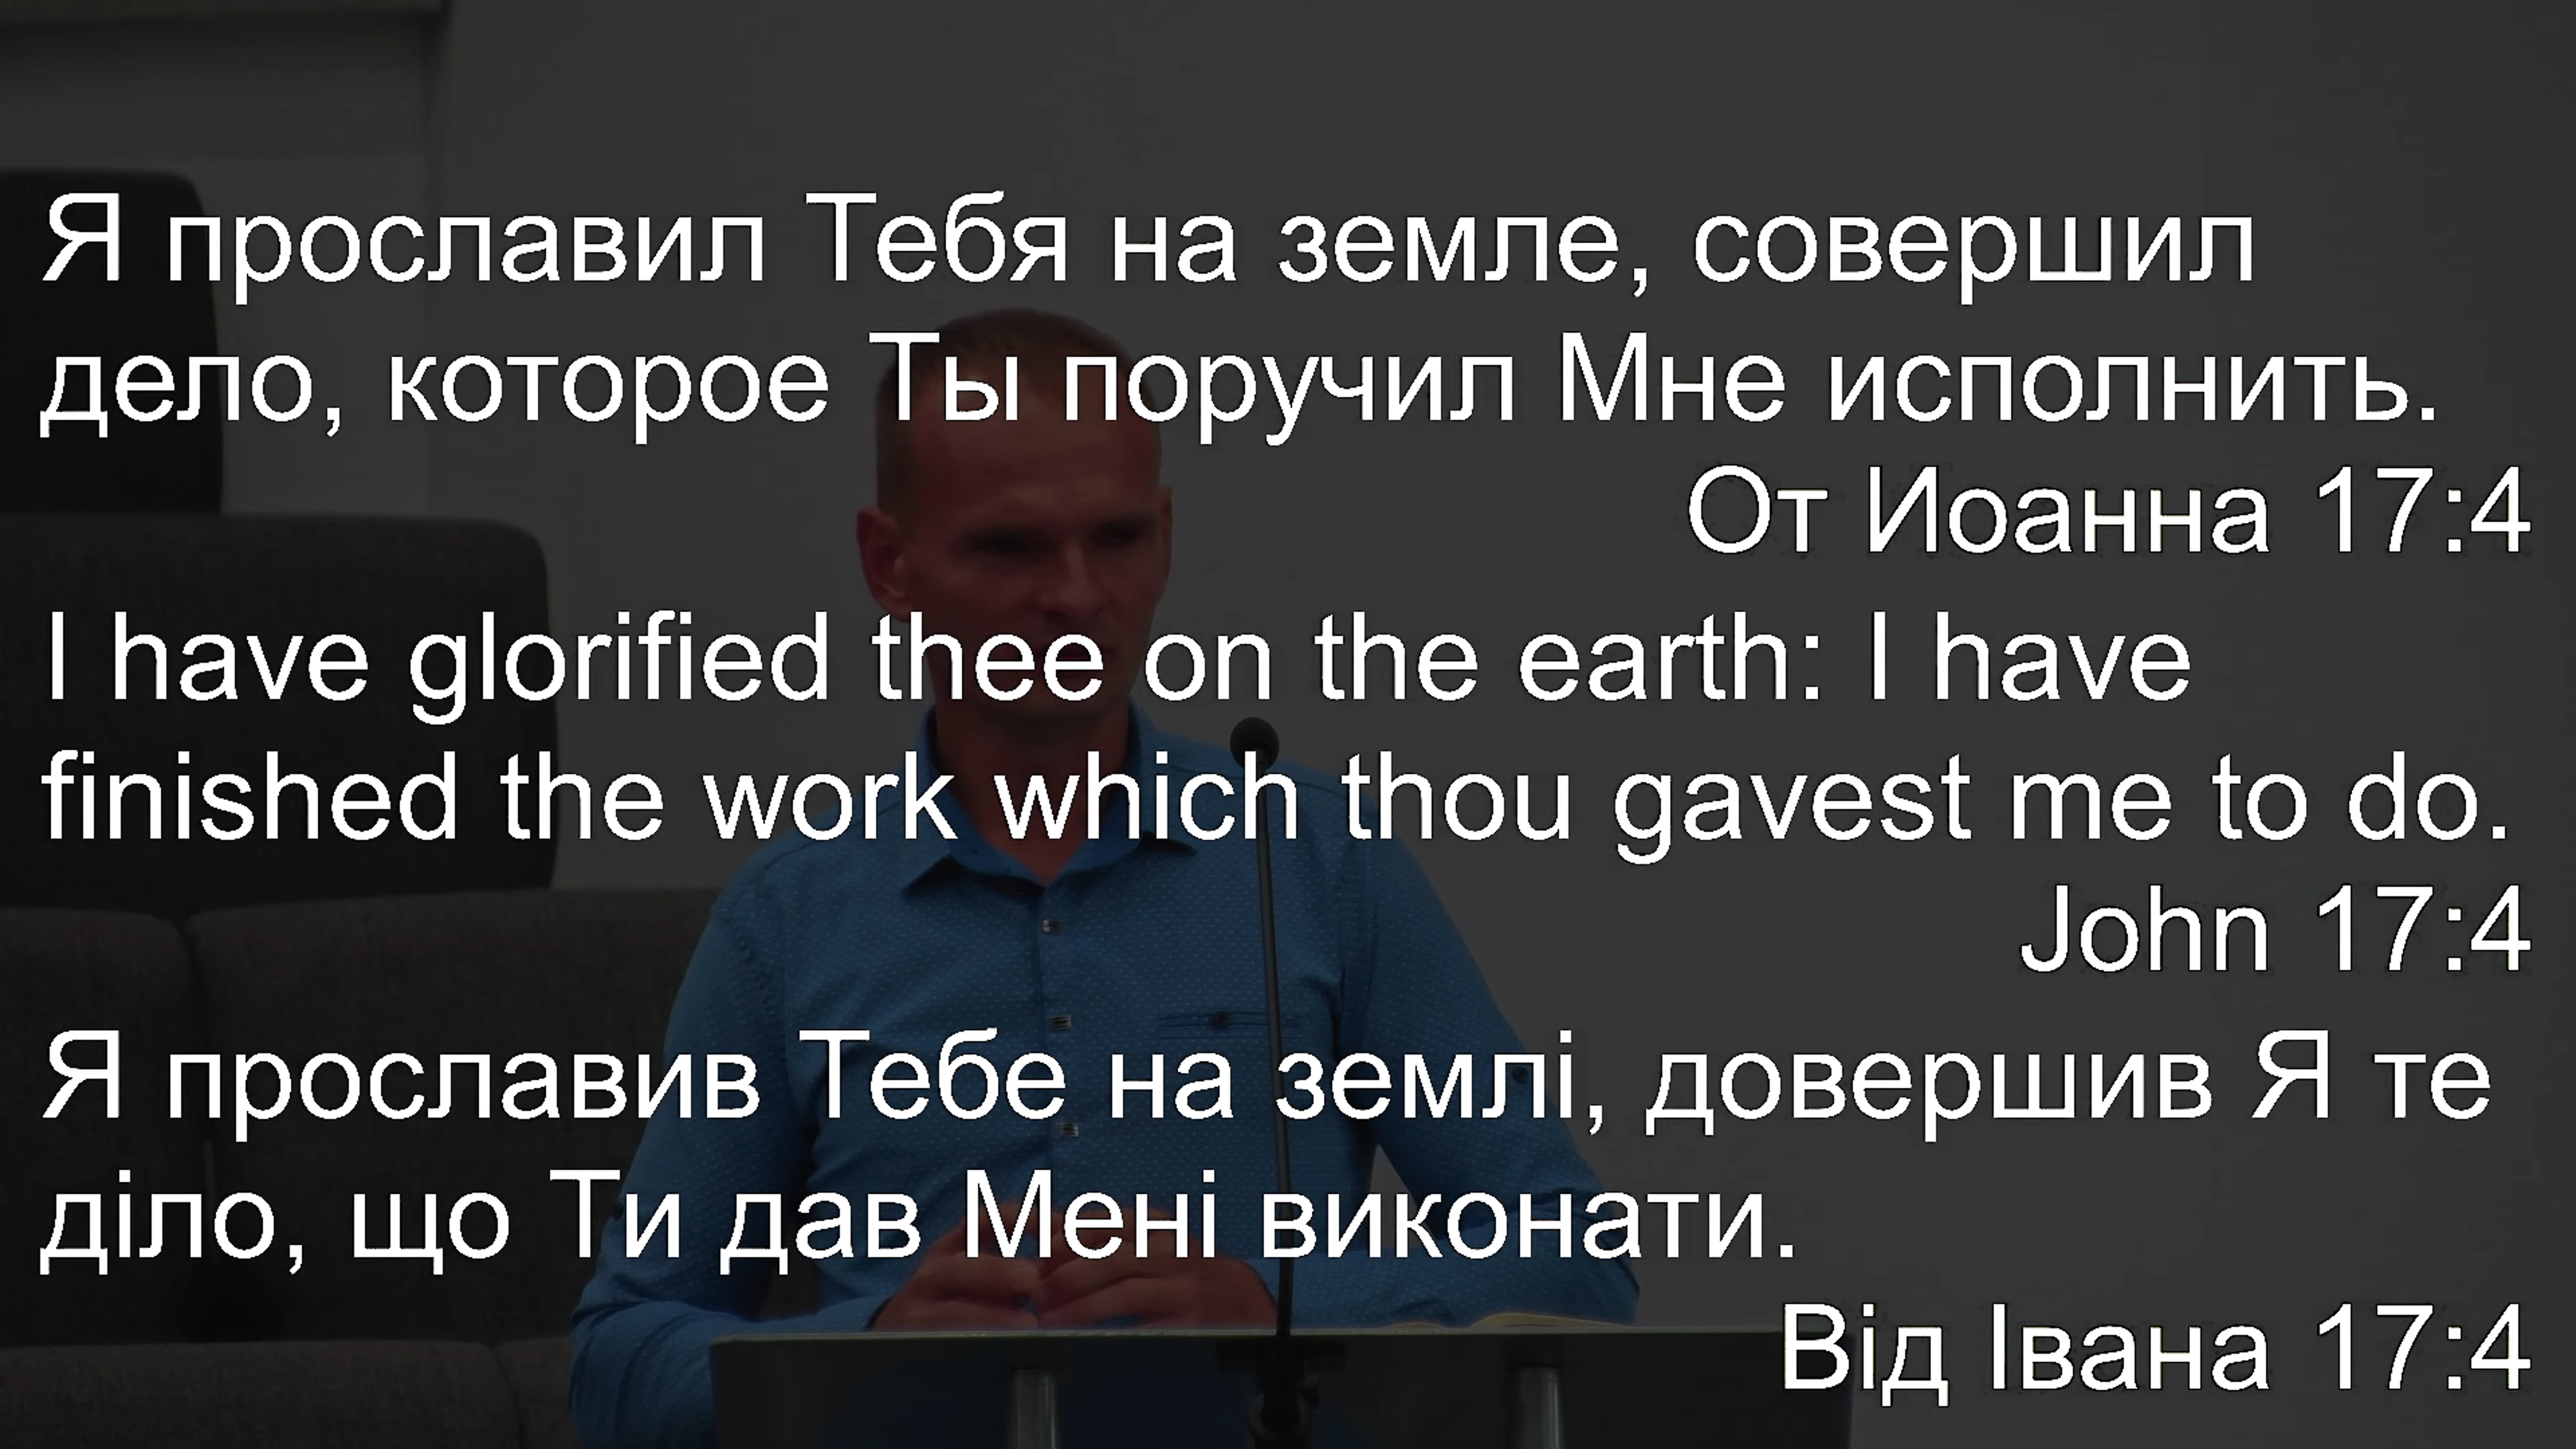 Я прославил Тебя на земле, совершил
дело, которое Ты поручил Мне исполнить.
От Иоанна 17:4
I have glorified thee on the earth: I have
finished the work which thou gavest me to do.
John 17:4
Я прославив Тебе на землі, довершив Я те
діло, що Ти дав Мені виконати.
Від Івана 17:4